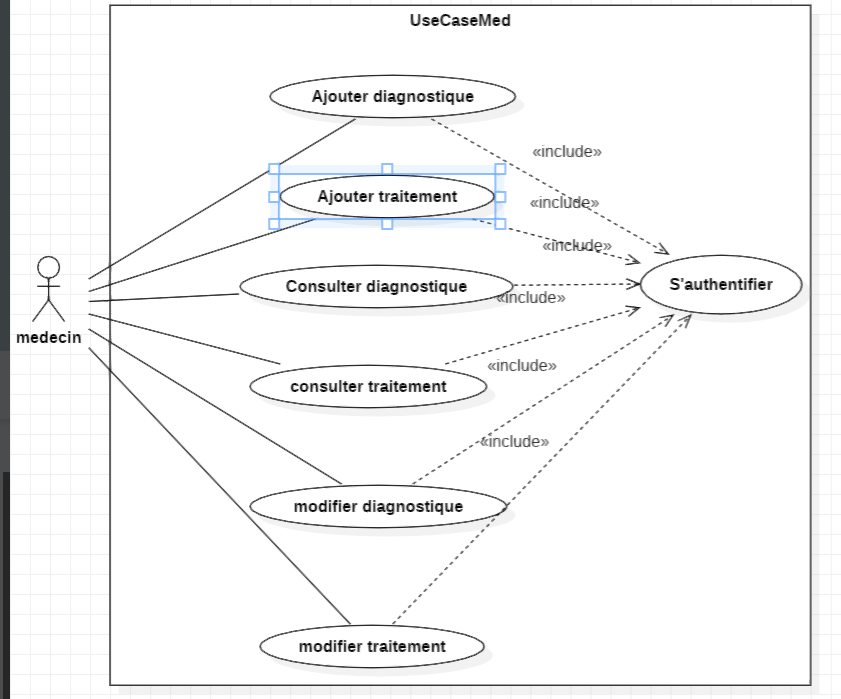 UseCaseMed
Ajouter diagnostique
«include»
Ajouter traitement
«include»
«include»
Consulter diagnostique
S'authentifier
«include»
medecin
consulter traitement
«include»
«include»
modifier diagnostique
modifier traitement